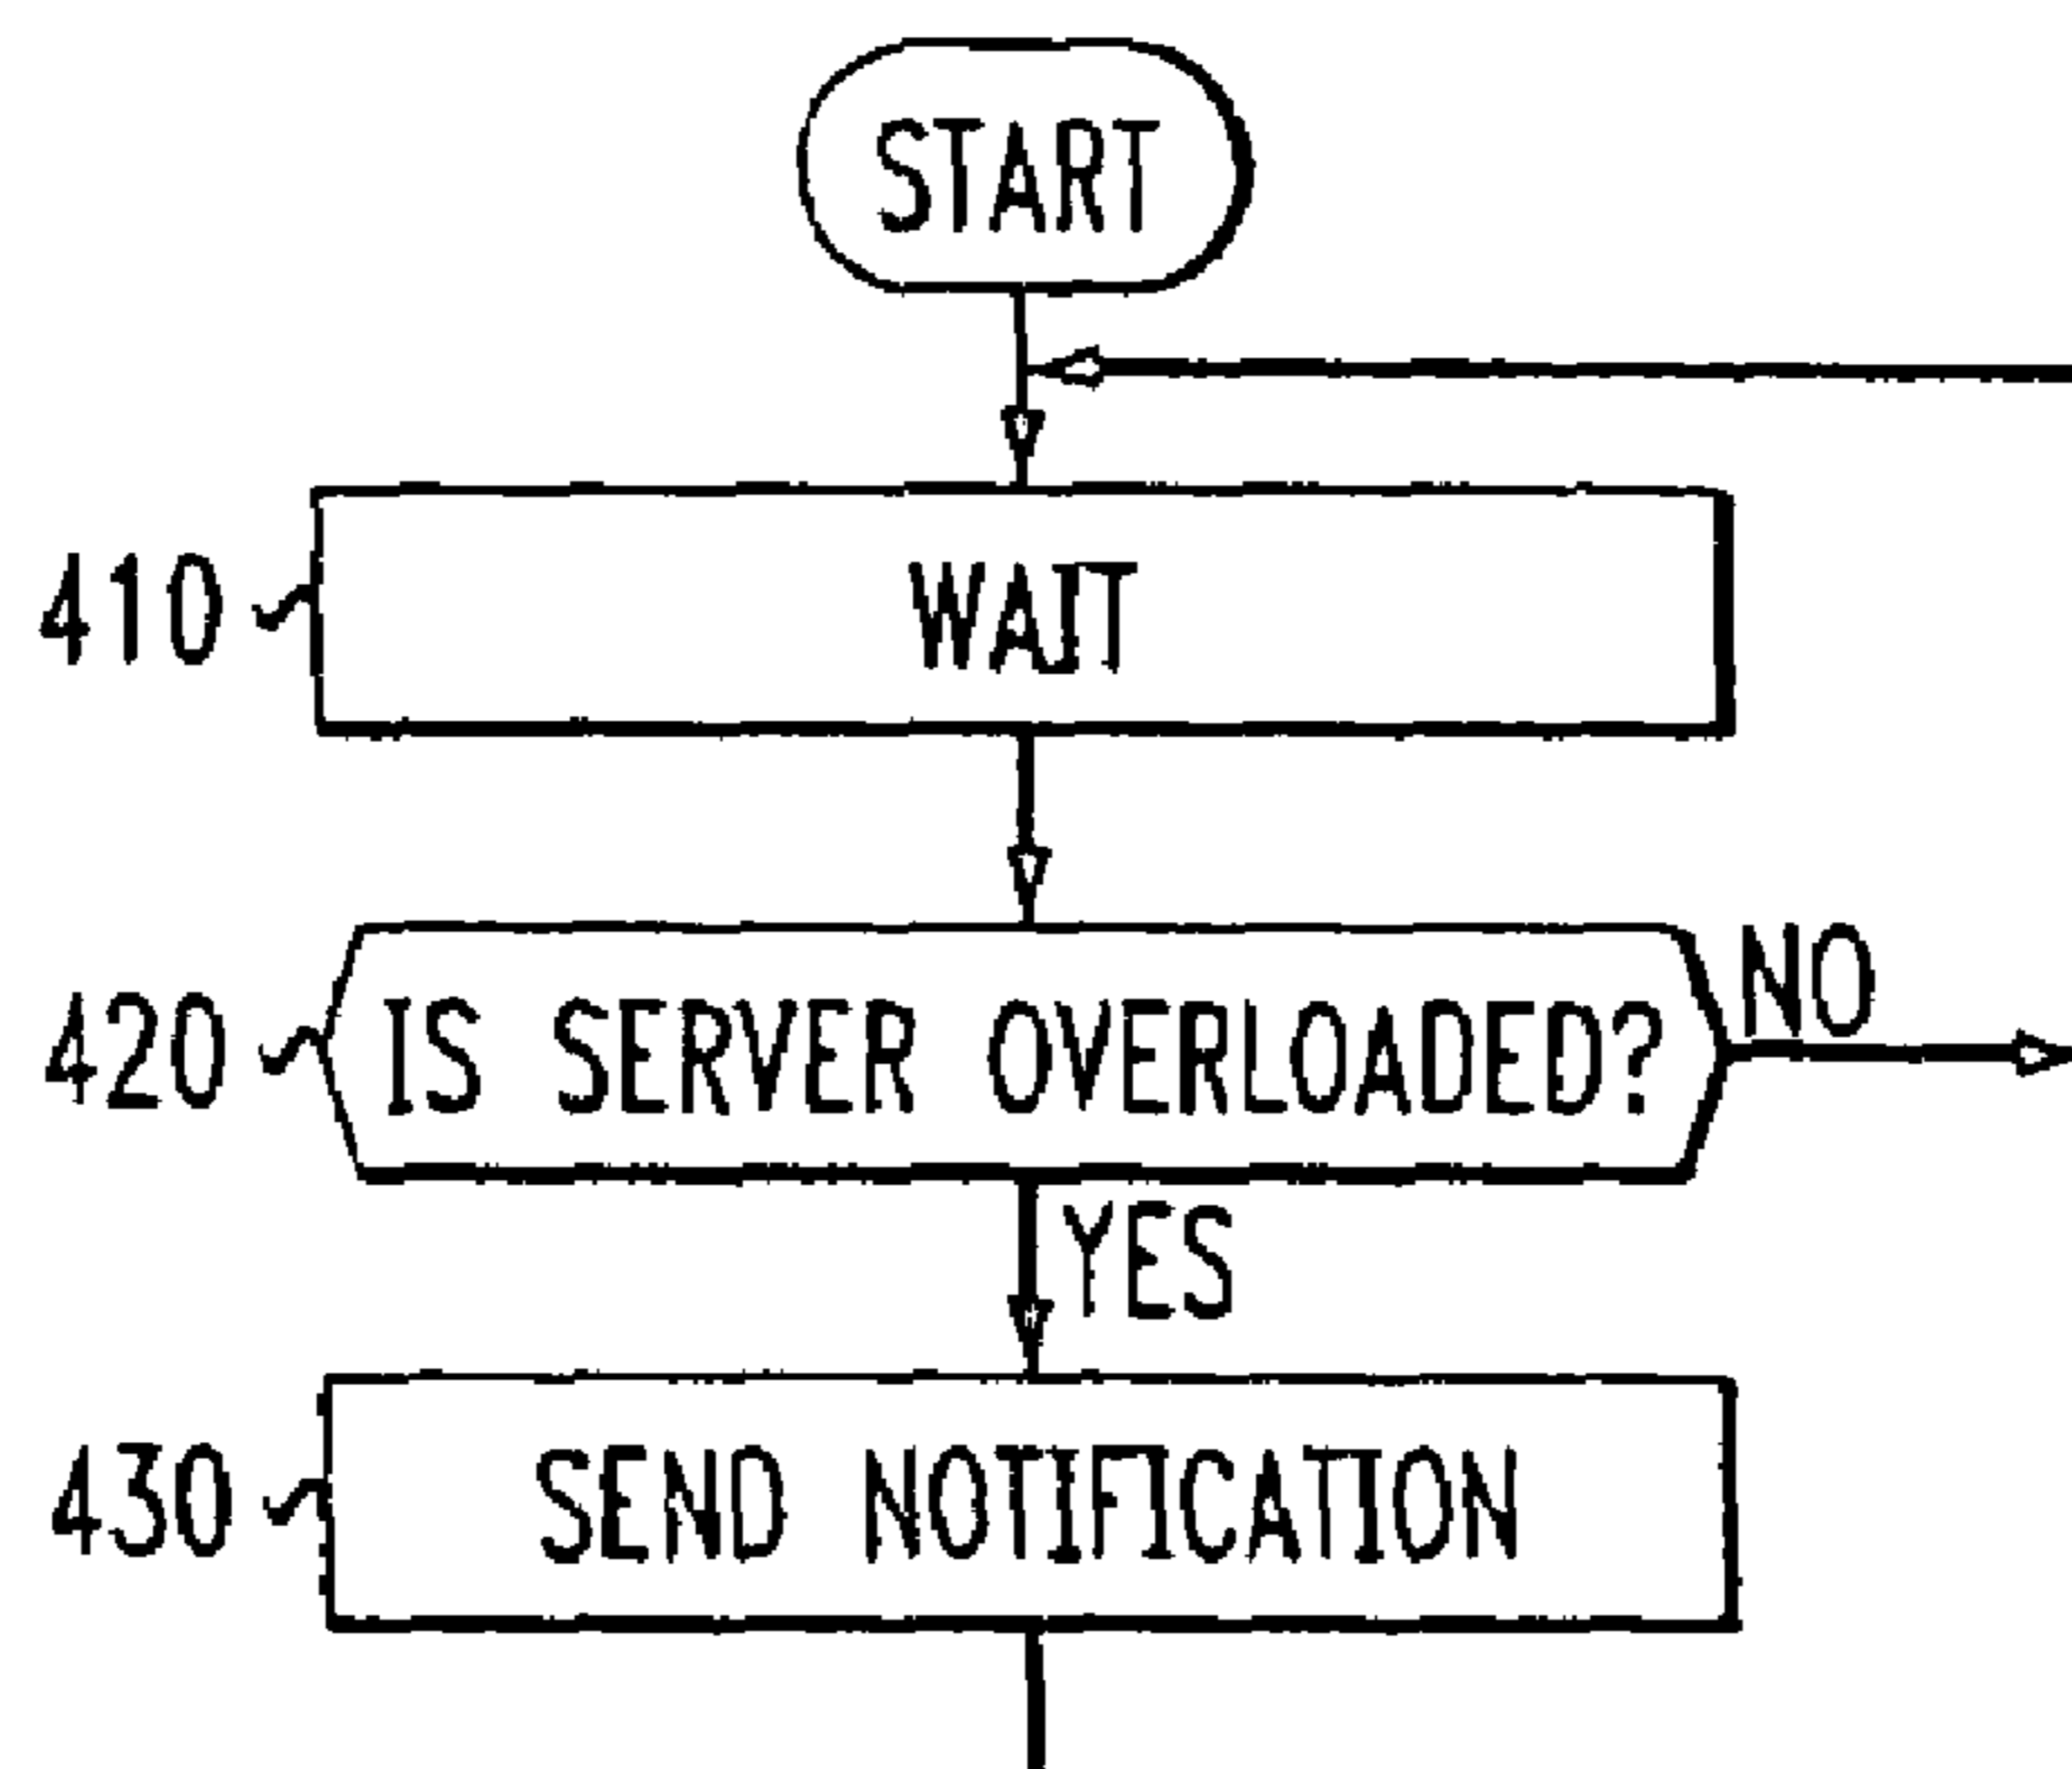 START
410
WAIT
420
IS SERVER OVERLOADED?
NO
YES
430
SEND NOTIFICATION